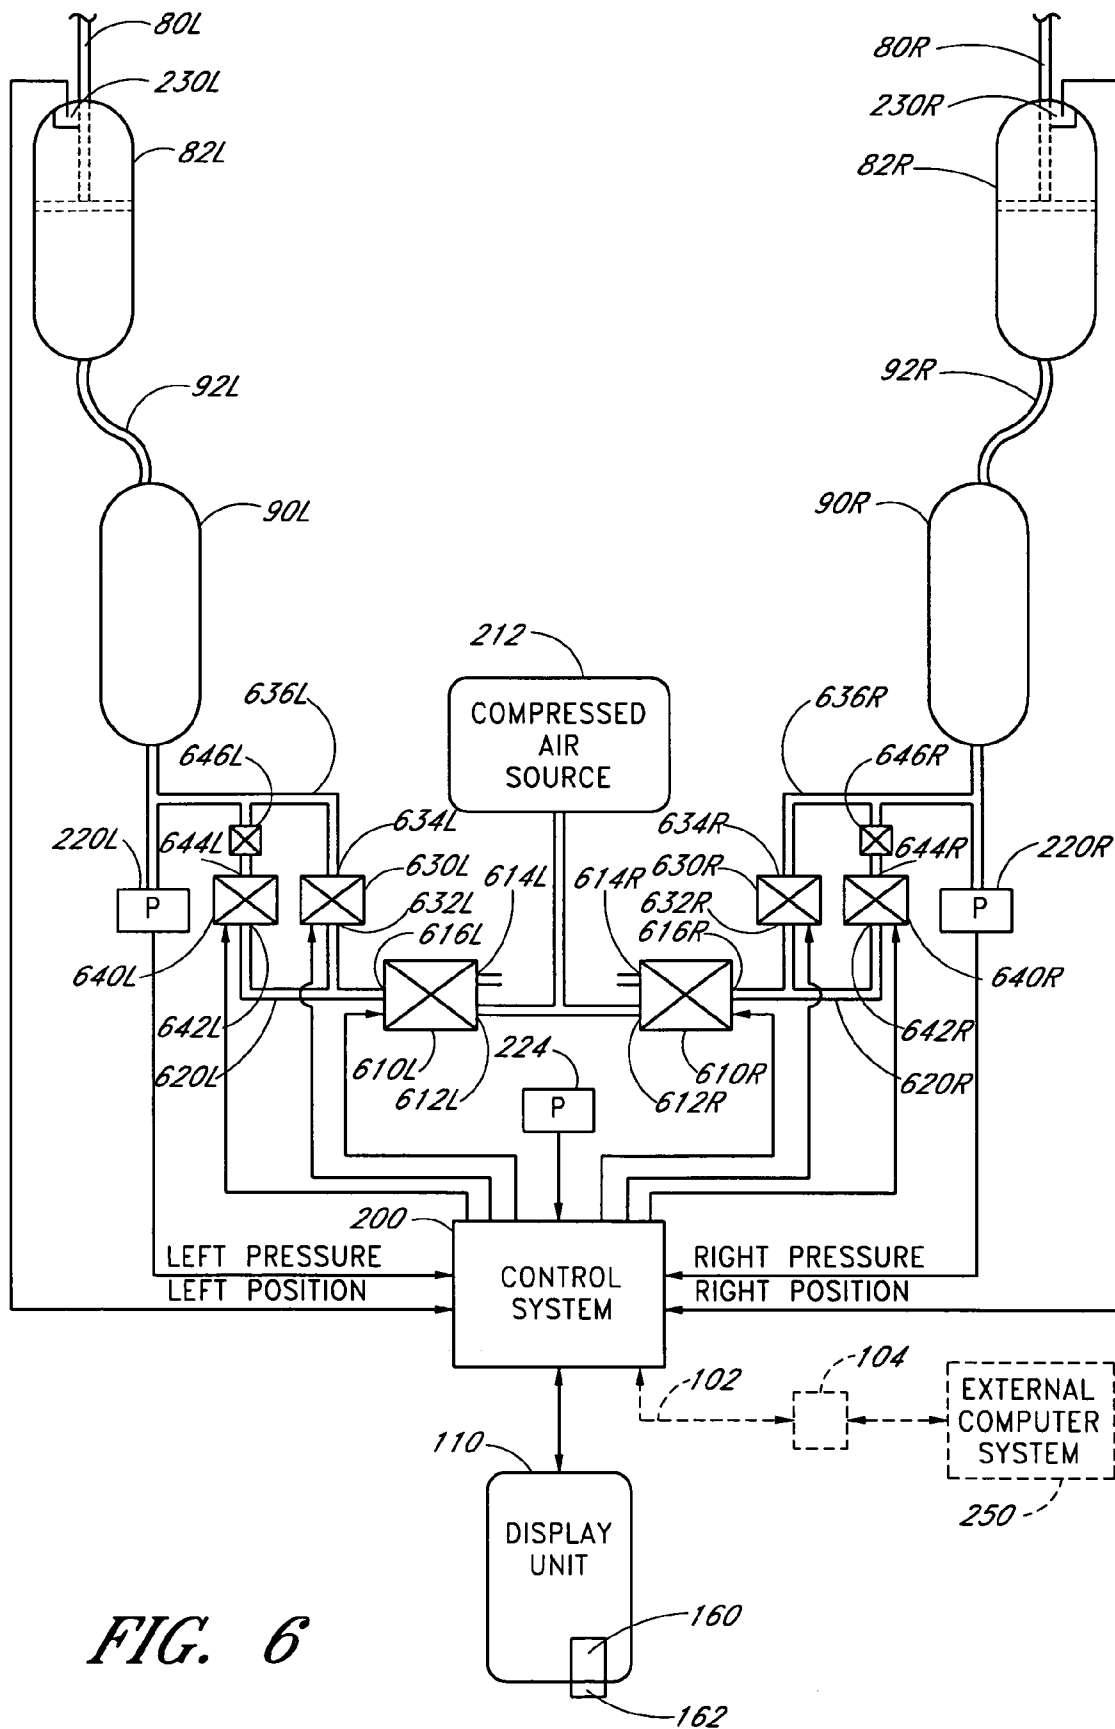 80L
80R
230L
230R
82L
82R
92L
92R
90L
90R
212
COMPRESSED
AIR
SOURCE
636L
636R
646L
646R
220L
644L
634L
634R
644R
220R
630L
614L
614R
630R
P
632L
632R
P
616L
616R
640L
640R
642L
642R
224
620L
610L
610R
620R
612L
612R
P
200
LEFT PRESSURE
RIGHT PRESSURE
LEFT POSITION
RIGHT POSITION
CONTROL
SYSTEM
102
104
EXTERNAL
COMPUTER
SYSTEM
250
110
DISPLAY
UNIT
160
162
FIG. 6